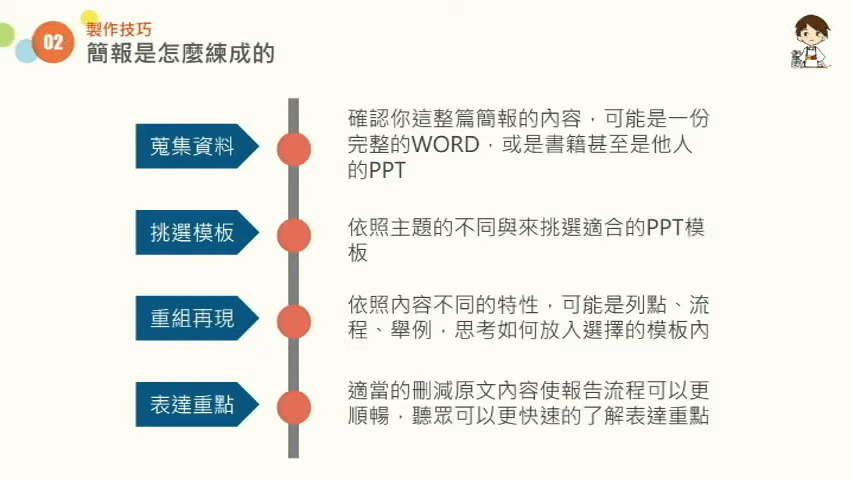 02
製作技巧
簡報是怎麼練成的
蒐集資料
確認你這整篇簡報的內容，可能是一份
完整的WORD，或是書籍甚至是他人
的PPT
挑選模板
依照主題的不同與來挑選適合的PPT模
板
重組再現
依照內容不同的特性，可能是列點、流
程、舉例，思考如何放入選擇的模板內
表達重點
適當的刪減原文內容使報告流程可以更
順暢，聽眾可以更快速的了解表達重點